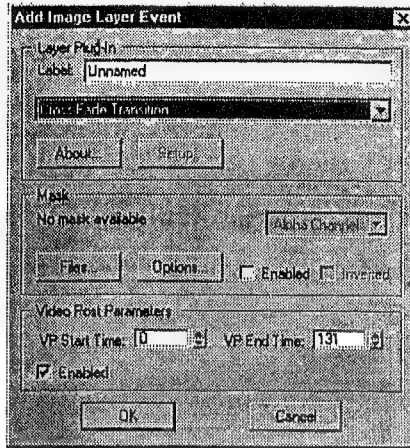 Add Image Layer Event
Layer Plug-In
Label: Unnamed
Cross Fade Transition
About... Setup
Mask
No mask available Alpha Channel
Files... Options... Enabled Inverted
Video Post Parameters
VP Start Time: 0 VP End Time: 131
Enabled
OK Cancel